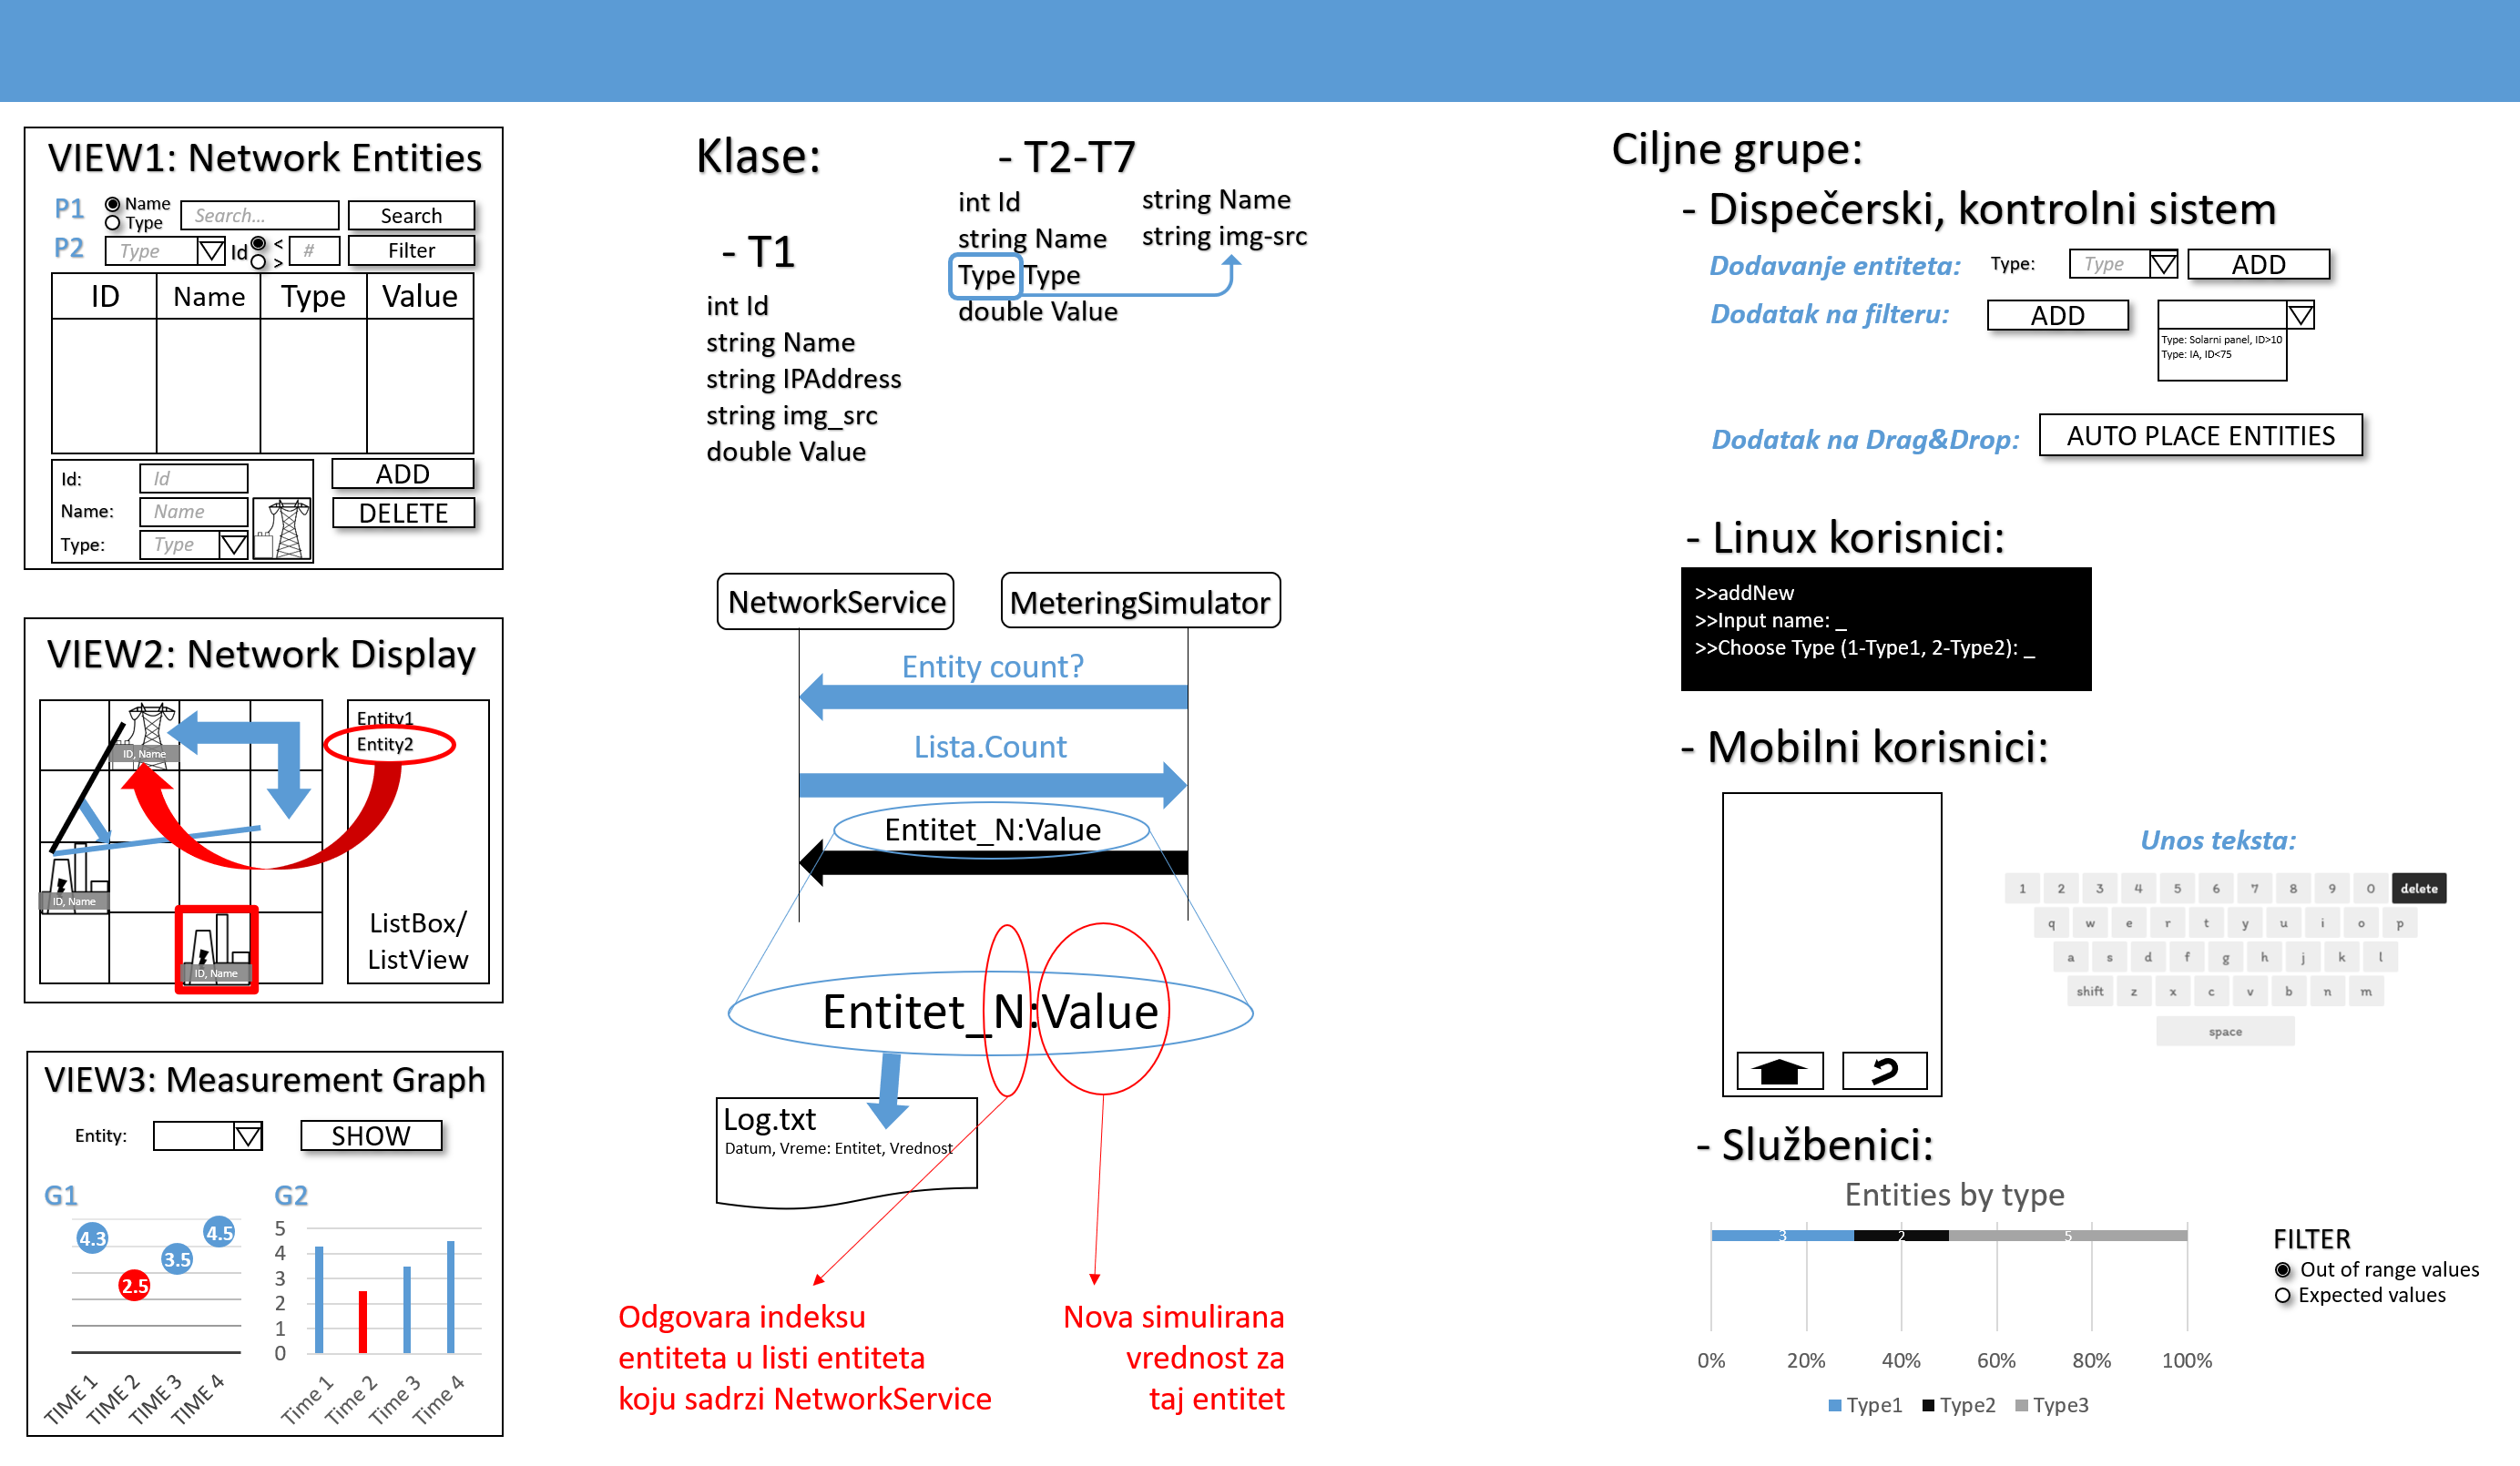 VIEW1: Network Entities
P1
Name
Type
Search...
Search
P2
Type
Id
<
>
#
Filter
ID
Name
Type
Value
Id:
Id
ADD
Name:
Name
DELETE
Type:
Type
VIEW2: Network Display
Entity1
Entity2
ID, Name
ID, Name
ID, Name
ListBox/
ListView
VIEW3: Measurement Graph
Entity:
SHOW
G1
4.3
2.5
3.5
4.5
TIME 1
TIME 2
TIME 3
TIME 4
G2
5
4
3
2
1
0
Time 1
Time 2
Time 3
Time 4
Klase:
- T1
int Id
string Name
string IPAddress
string img_src
double Value
- T2-T7
int Id
string Name
Type Type
double Value
string Name
string img-src
NetworkService
MeteringSimulator
Entity count?
Lista.Count
Entitet_N:Value
Entitet_N:Value
Log.txt
Datum, Vreme: Entitet, Vrednost
Odgovara indeksu
entiteta u listi entiteta
koju sadrzi NetworkService
Nova simulirana
vrednost za
taj entitet
Ciljne grupe:
- Dispečerski, kontrolni sistem
Dodavanje entiteta:
Type:
Type
ADD
Dodatak na filteru:
ADD
Type: Solarni panel, ID>10
Type: IA, ID<75
Dodatak na Drag&Drop:
AUTO PLACE ENTITIES
- Linux korisnici:
>>addNew
>>Input name: _
>>Choose Type (1-Type1, 2-Type2): _
- Mobilni korisnici:
Unos teksta:
1 2 3 4 5 6 7 8 9 0 delete
q w e r t y u i o p
a s d f g h j k l
shift z x c v b n m
space
- Službenici:
Entities by type
3
2
5
0% 20% 40% 60% 80% 100%
Type1 Type2 Type3
FILTER
Out of range values
Expected values